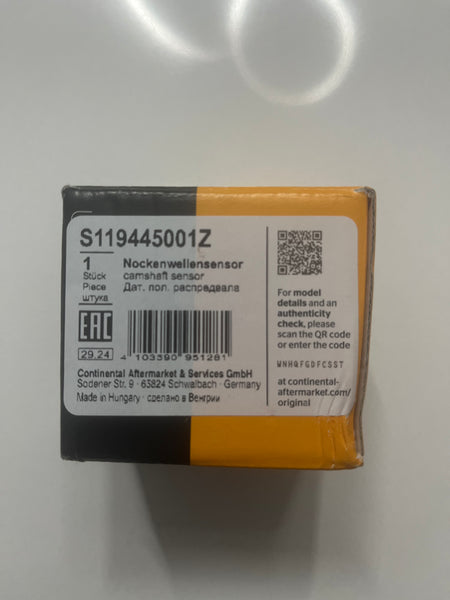 S119445001Z
1
Stück
Piece
штука
Nockenwellensensor
camshaft sensor
Дат. пол. распредвала
EAC
29.24
4 103590 951281
Continental Aftermarket & Services GmbH
Sodener Str. 9 · 65824 Schwalbach · Germany
Made in Hungary · сделано в Венгрии
For model
details and an
authenticity
check, please
scan the QR code
or enter the code
WNHQFGDFCSST
at continental-
aftermarket.com/
original